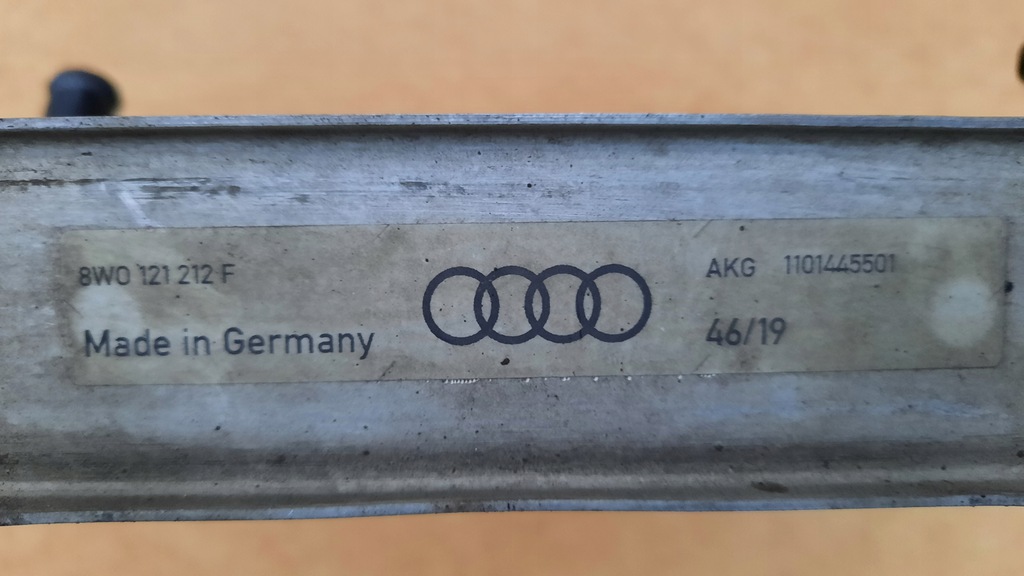 8W0 121 212 F
AKG 1101445501
Made in Germany
46/19